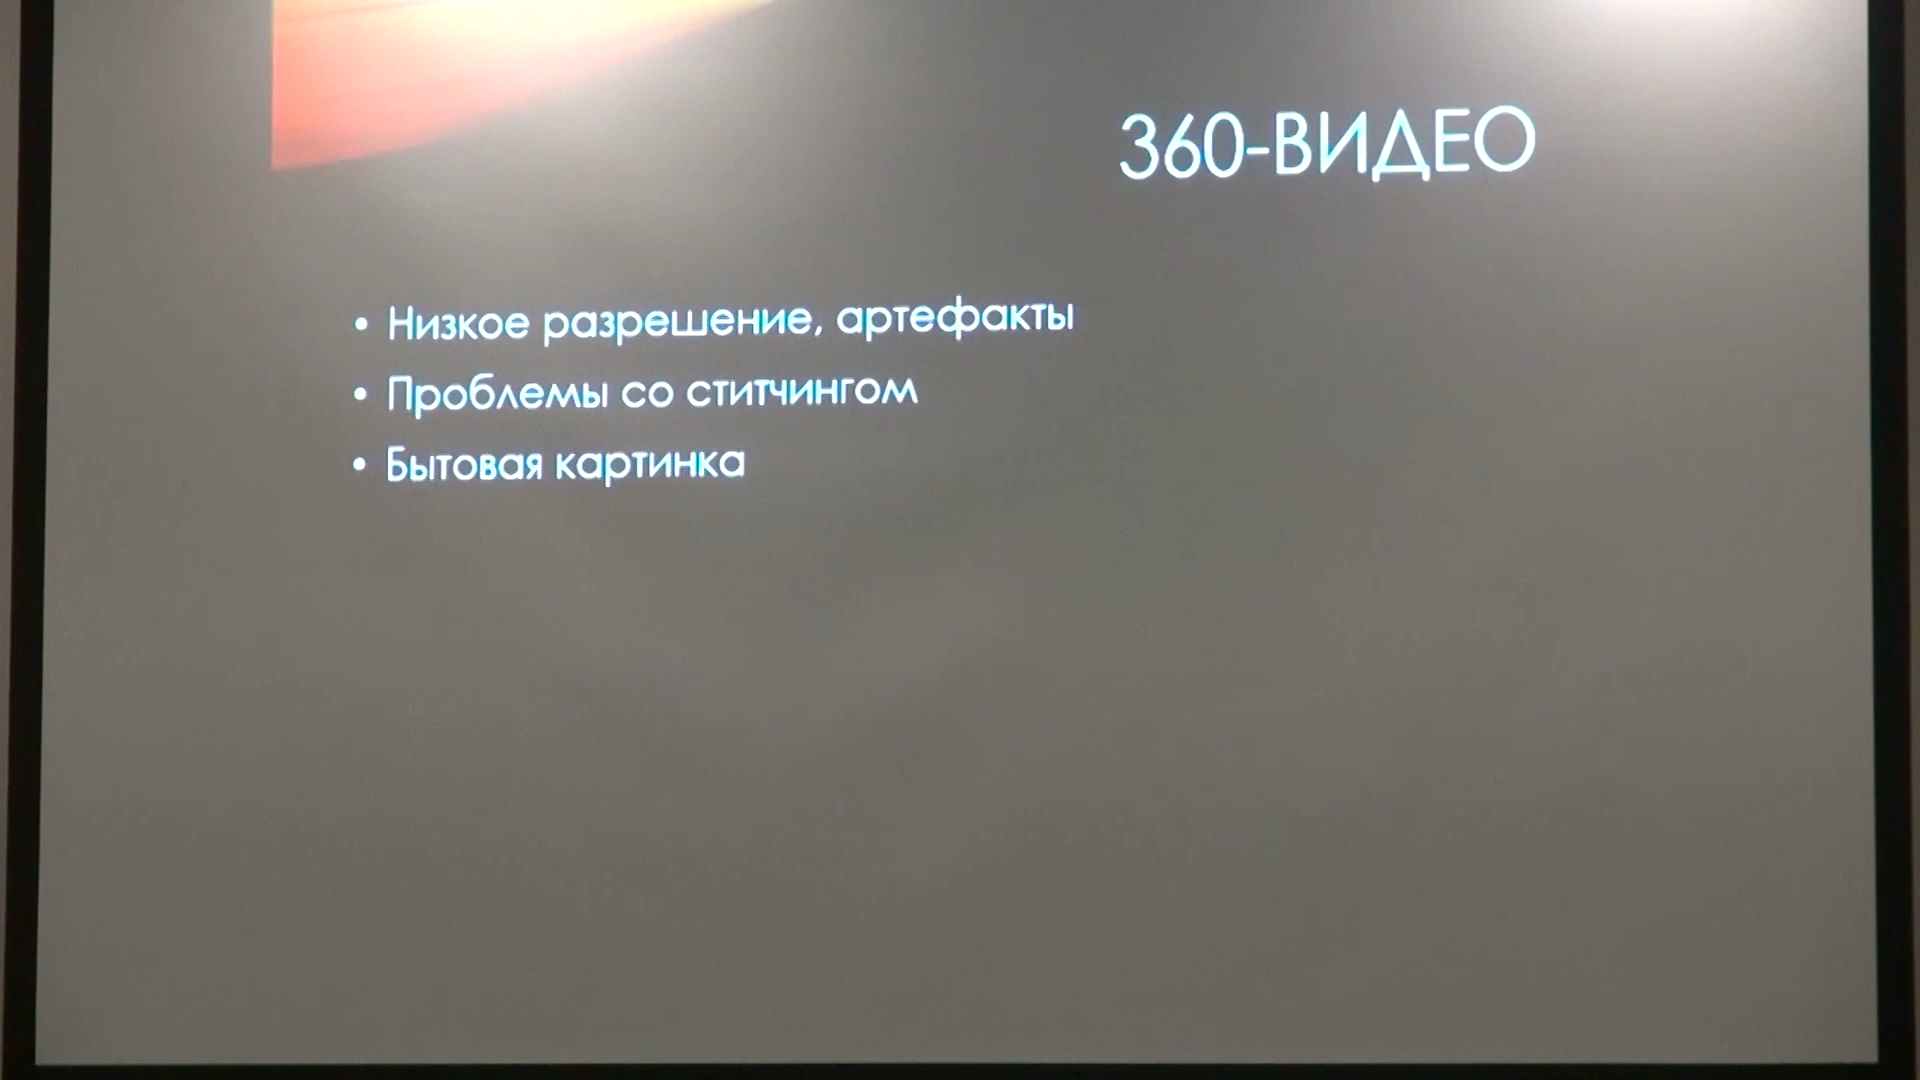 360-ВИДЕО
• Низкое разрешение, артефакты
• Проблемы со ститчингом
• Бытовая картинка